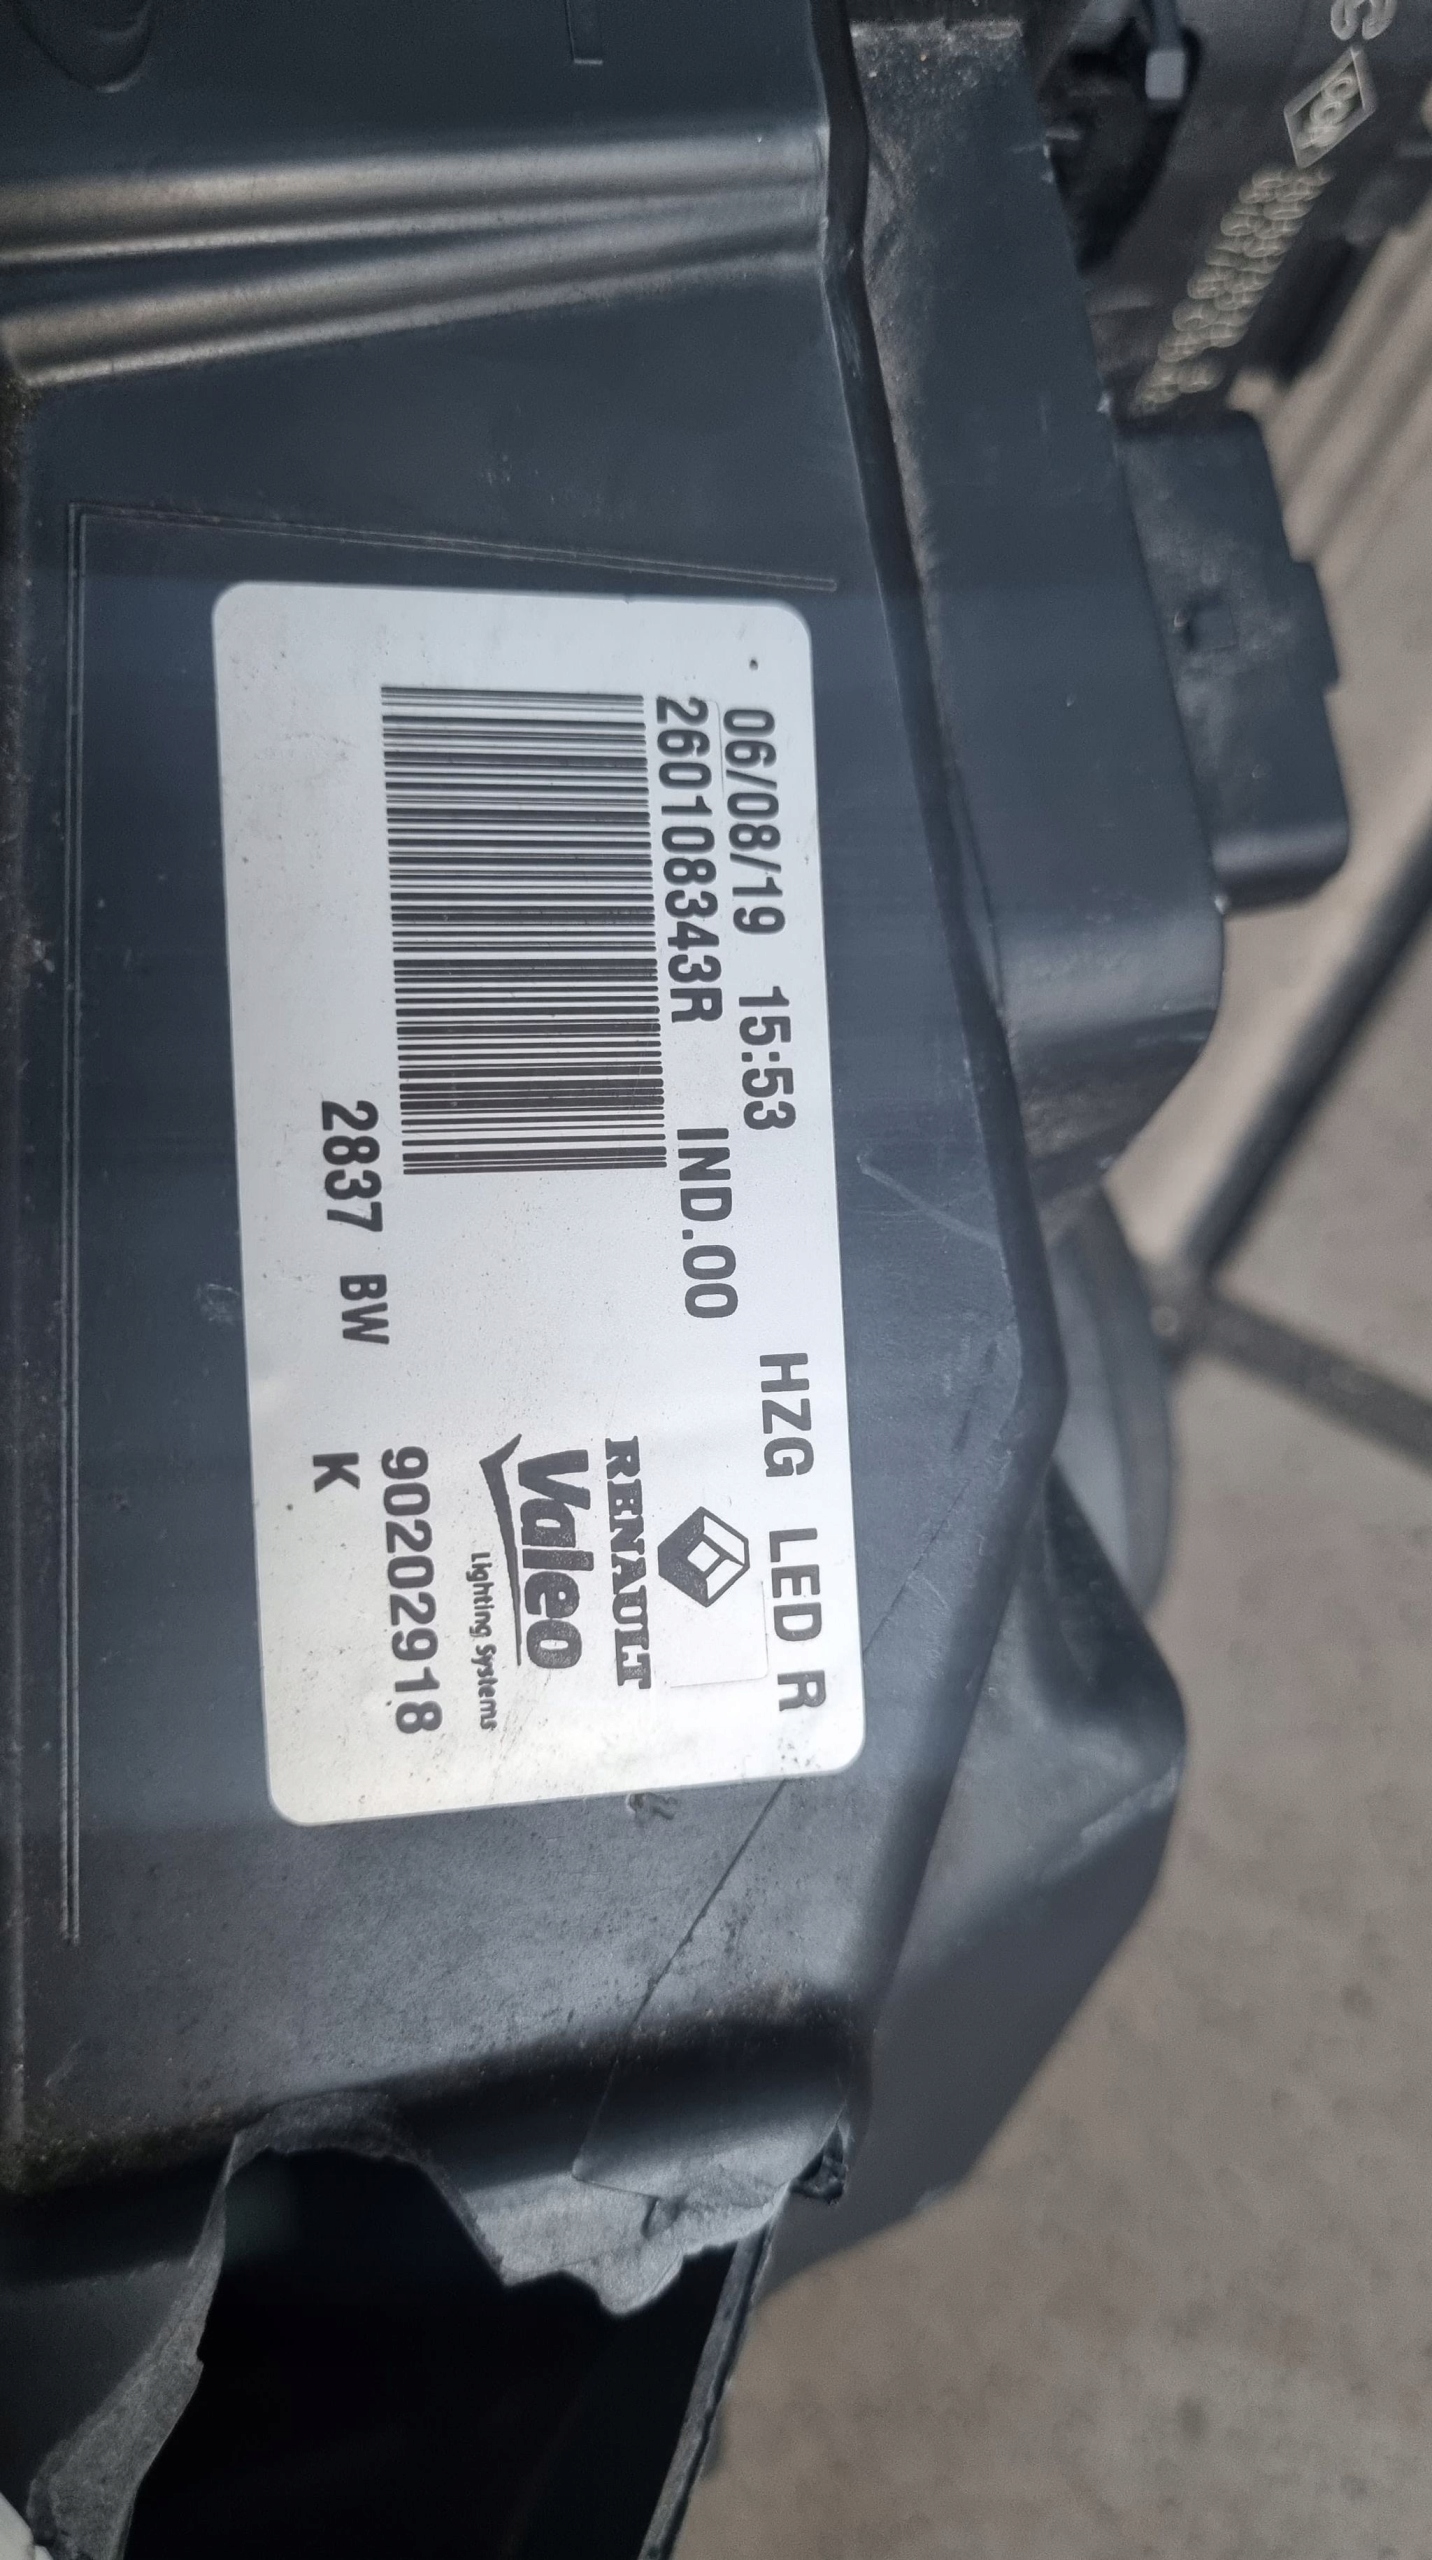 06/08/19 15:53 HZG LED R
260108343R IND.00
RENAULT
Valeo
Lighting Systems
90202918
2837 BW K